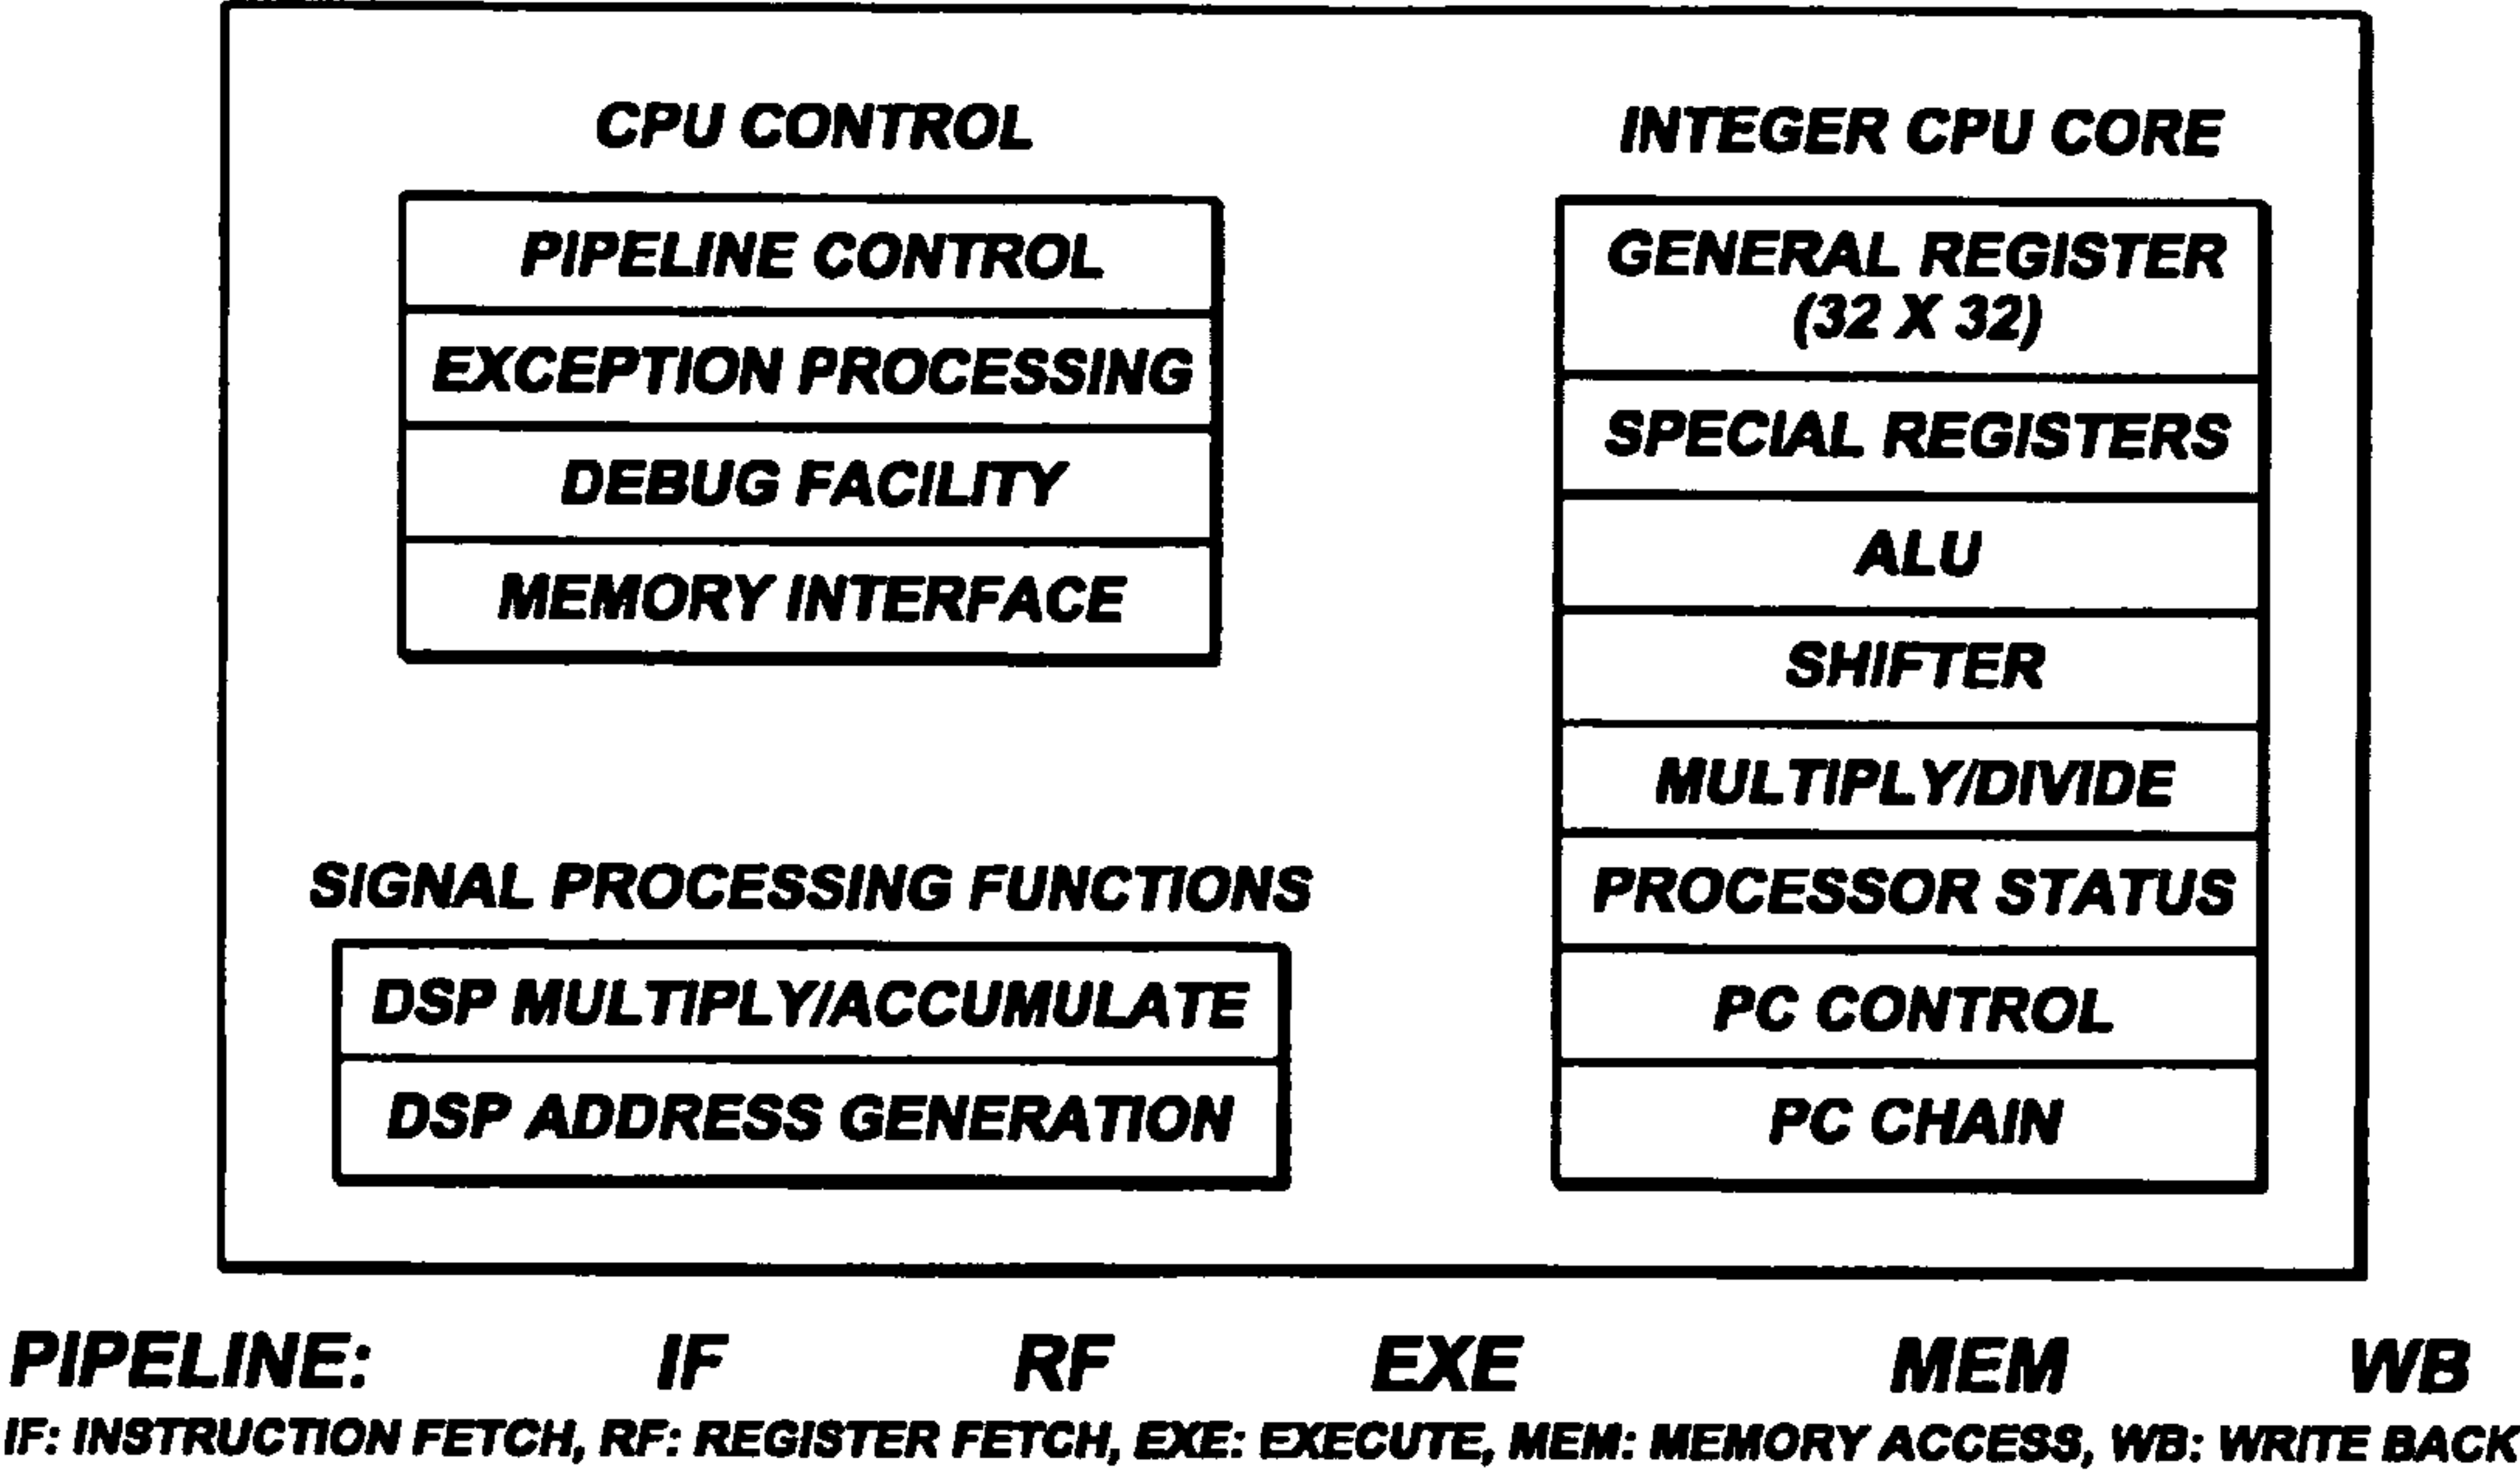 CPU CONTROL
PIPELINE CONTROL
EXCEPTION PROCESSING
DEBUG FACILITY
MEMORY INTERFACE
SIGNAL PROCESSING FUNCTIONS
DSP MULTIPLY/ACCUMULATE
DSP ADDRESS GENERATION
INTEGER CPU CORE
GENERAL REGISTER
(32 X 32)
SPECIAL REGISTERS
ALU
SHIFTER
MULTIPLY/DIVIDE
PROCESSOR STATUS
PC CONTROL
PC CHAIN
PIPELINE: IF RF EXE MEM WB
IF: INSTRUCTION FETCH, RF: REGISTER FETCH, EXE: EXECUTE, MEM: MEMORY ACCESS, WB: WRITE BACK